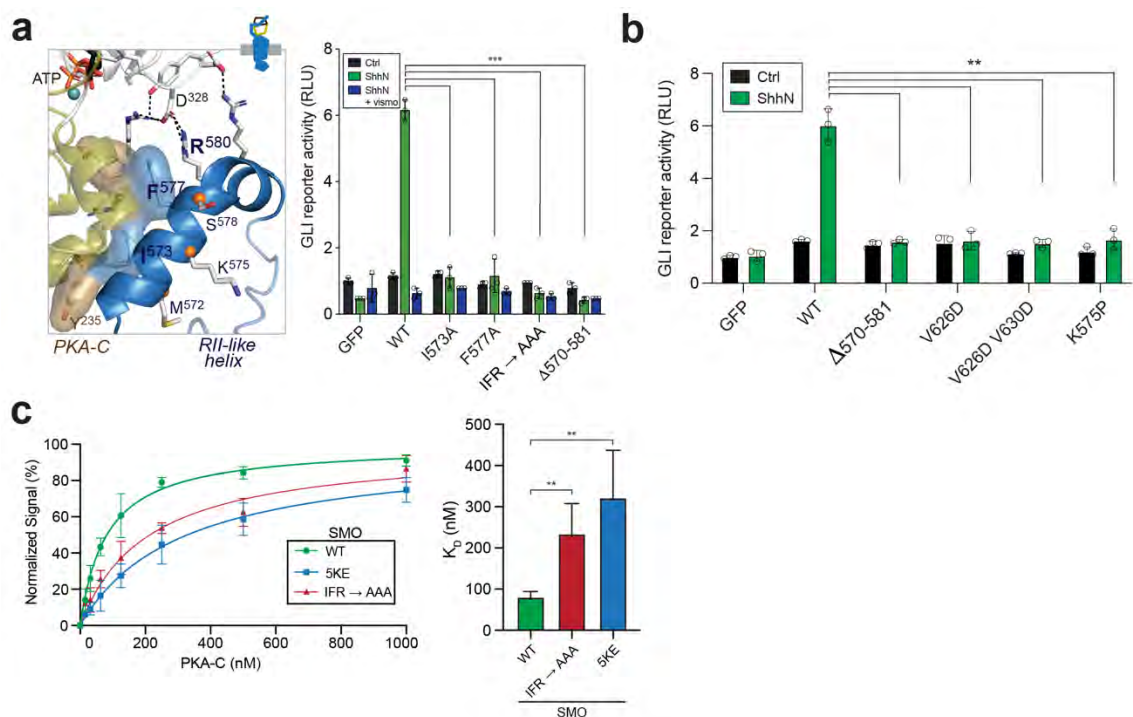 a
ATP
D328
R580
F577
S578
I573
K575
M572
Y235
PKA-C
RII-like
helix
GLI reporter activity (RLU)
8
6
4
2
0
Ctrl
ShhN
ShhN
+ vismo
***
GFP
WT
I573A
F577A
IFR → AAA
Δ570-581
b
GLI reporter activity (RLU)
8
6
4
2
0
Ctrl
ShhN
**
GFP
WT
Δ570-581
V626D
V626D V630D
K575P
c
Normalized Signal (%)
100
80
60
40
20
0
0
200
400
600
800
1000
PKA-C (nM)
SMO
WT
5KE
IFR → AAA
KD (nM)
500
400
300
200
100
0
**
**
WT
IFR → AAA
5KE
SMO